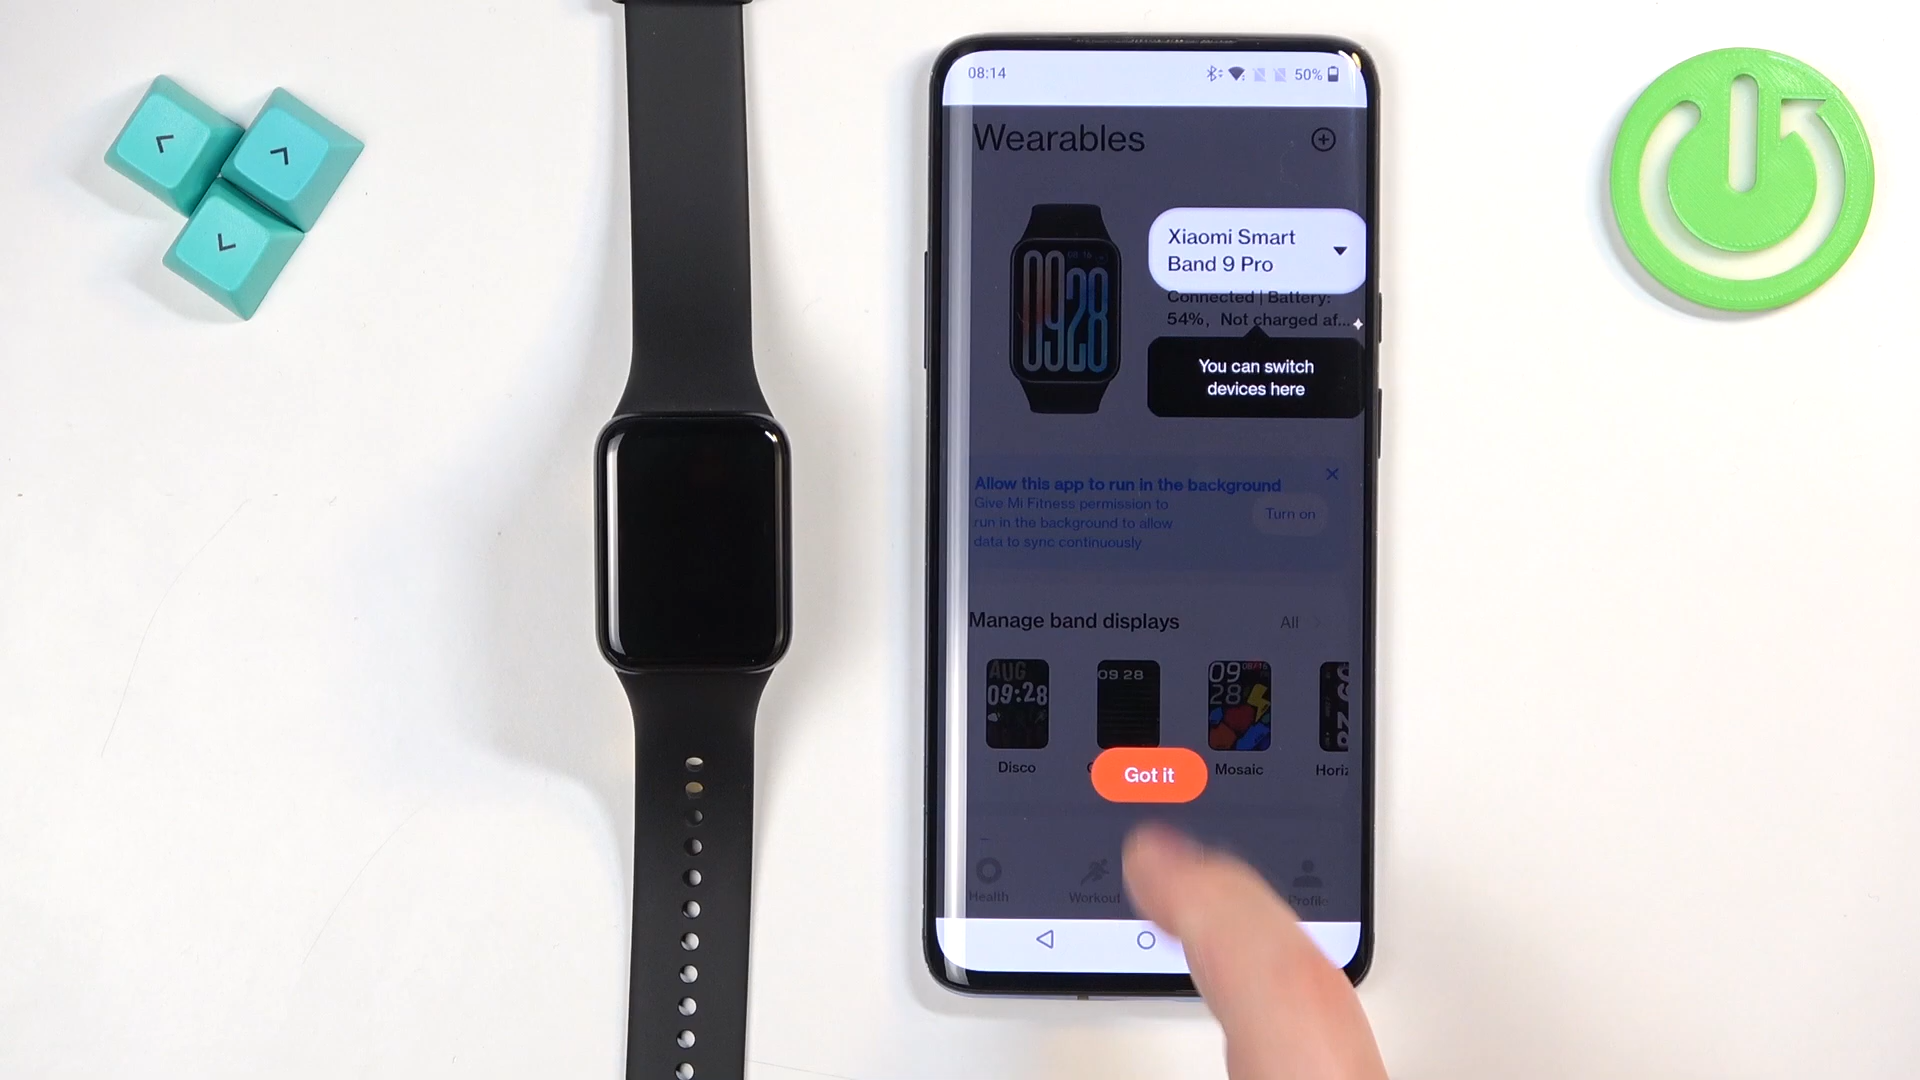 08:14
50%
Wearables
Xiaomi Smart
Band 9 Pro
Connected | Battery:
54%, Not charged af...
You can switch
devices here
Allow this app to run in the background
Give Mi Fitness permission to
run in the background to allow
data to sync continuously
Turn on
Manage band displays
All
AUG
09:28
09 28
09
28
Disco
Mosaic
Horiz
Got it
Health
Workout
Profile
<
>